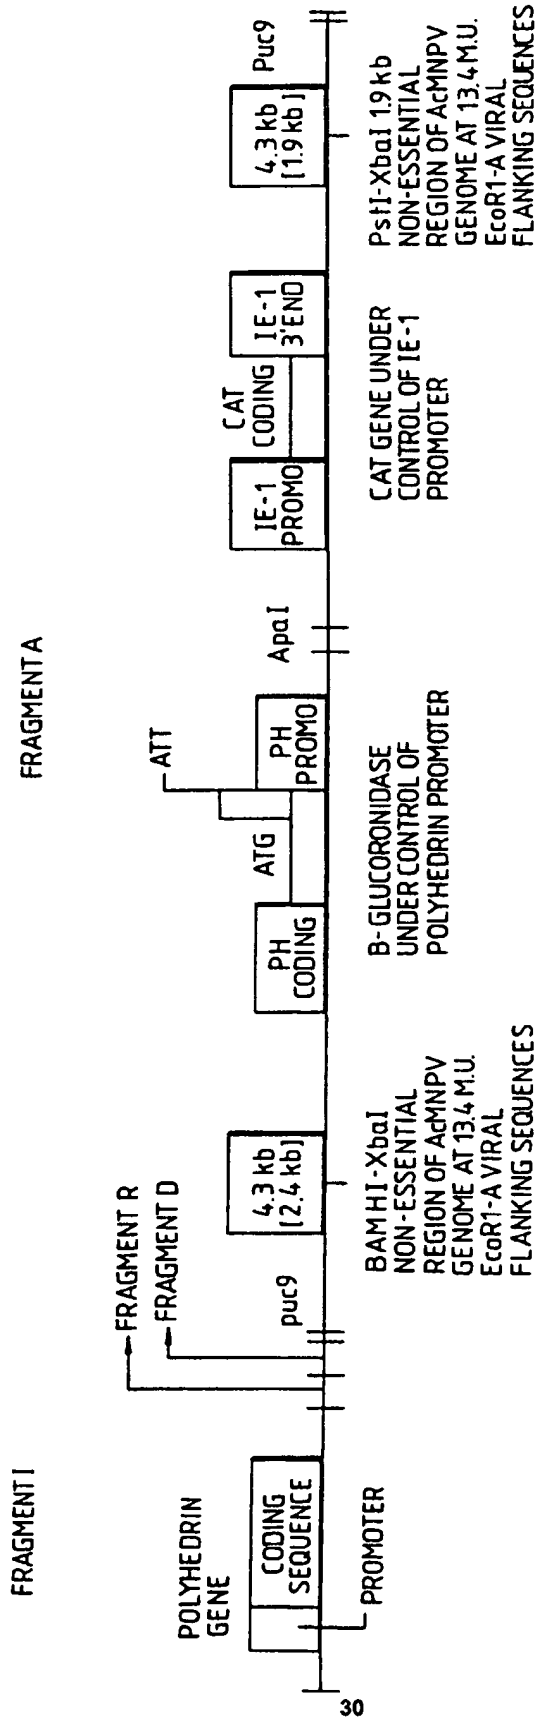 FRAGMENT I
FRAGMENT A
POLYHEDRIN
GENE
CODING
SEQUENCE
PROMOTER
30
FRAGMENT R
FRAGMENT D
puc9
4.3 kb
[2.4 kb]
BAM HI-XbaI
NON-ESSENTIAL
REGION OF AcMNPV
GENOME AT 13.4 M.U.
EcoR1-A VIRAL
FLANKING SEQUENCES
PH
CODING
ATG
ATT
PH
PROMO
B-GLUCORONIDASE
UNDER CONTROL OF
POLYHEDRIN PROMOTER
ApaI
IE-1
PROMO
CAT
CODING
IE-1
3'END
CAT GENE UNDER
CONTROL OF IE-1
PROMOTER
4.3 kb
[1.9 kb]
Puc9
PstI-XbaI 1.9 kb
NON-ESSENTIAL
REGION OF AcMNPV
GENOME AT 13.4 M.U.
EcoR1-A VIRAL
FLANKING SEQUENCES